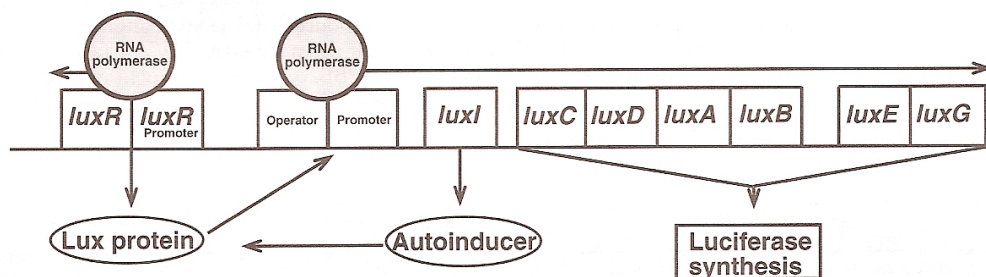 RNA
polymerase
RNA
polymerase
luxR
luxR
Promoter
Operator
Promoter
luxI
luxC
luxD
luxA
luxB
luxE
luxG
Lux protein
Autoinducer
Luciferase
synthesis